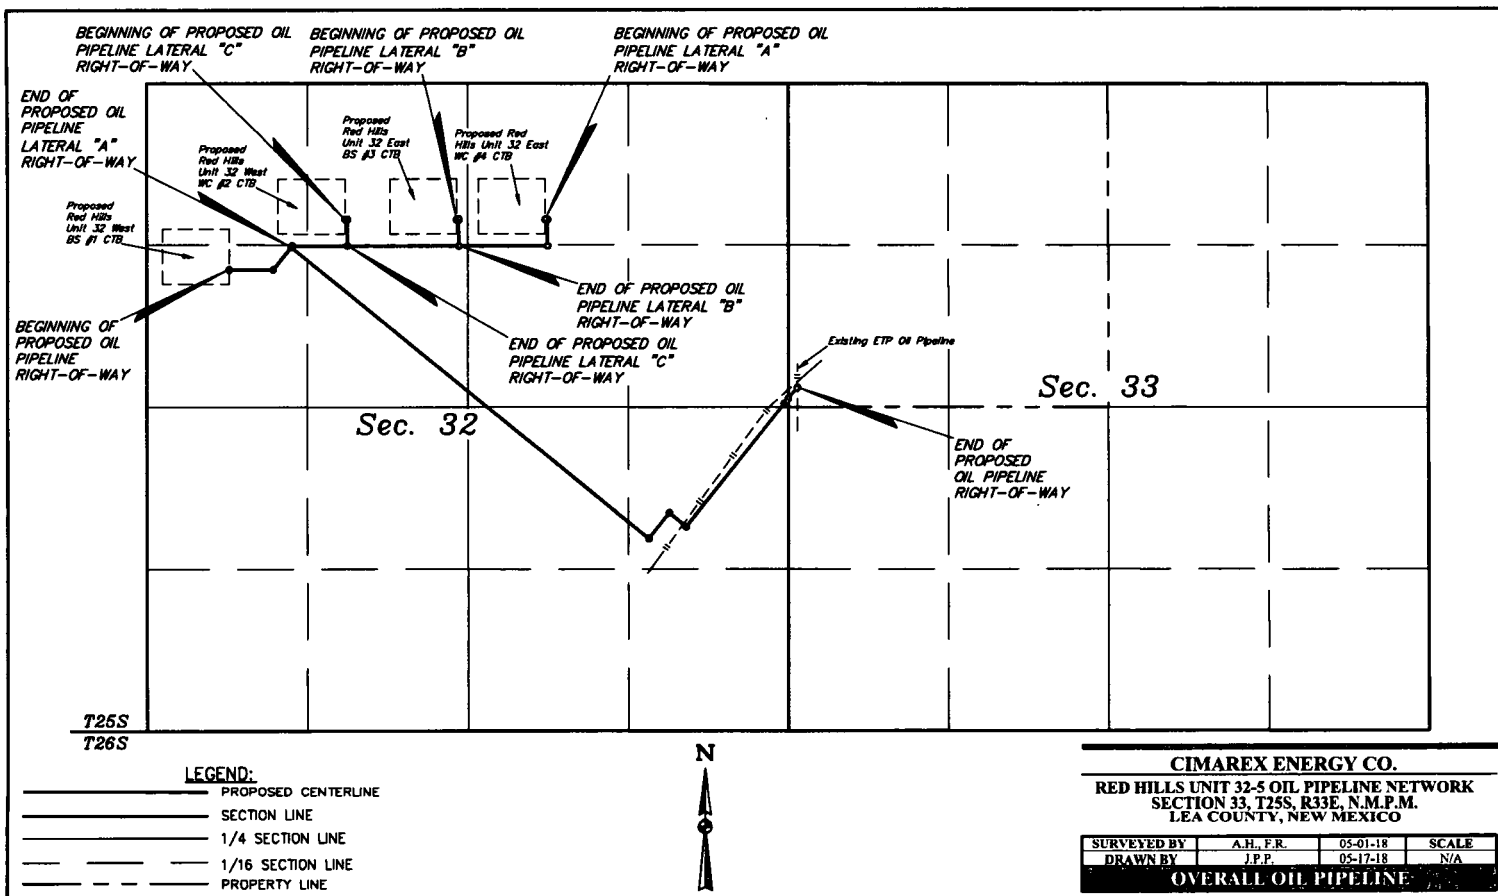 BEGINNING OF PROPOSED OIL
PIPELINE LATERAL "C"
RIGHT-OF-WAY
BEGINNING OF PROPOSED OIL
PIPELINE LATERAL "B"
RIGHT-OF-WAY
BEGINNING OF PROPOSED OIL
PIPELINE LATERAL "A"
RIGHT-OF-WAY
END OF
PROPOSED OIL
PIPELINE
LATERAL "A"
RIGHT-OF-WAY
Proposed
Red Hills
Unit 32 West
WC #2 CTB
Proposed
Red Hills
Unit 32 East
BS #3 CTB
Proposed Red
Hills Unit 32 East
WC #4 CTB
Proposed
Red Hills
Unit 32 West
BS #1 CTB
BEGINNING OF
PROPOSED OIL
PIPELINE
RIGHT-OF-WAY
END OF PROPOSED OIL
PIPELINE LATERAL "B"
RIGHT-OF-WAY
END OF PROPOSED OIL
PIPELINE LATERAL "C"
RIGHT-OF-WAY
Existing ETP Oil Pipeline
Sec. 32
Sec. 33
END OF
PROPOSED
OIL PIPELINE
RIGHT-OF-WAY
T25S
T26S
LEGEND:
PROPOSED CENTERLINE
SECTION LINE
1/4 SECTION LINE
1/16 SECTION LINE
PROPERTY LINE
N
CIMAREX ENERGY CO.
RED HILLS UNIT 32-5 OIL PIPELINE NETWORK
SECTION 33, T25S, R33E, N.M.P.M.
LEA COUNTY, NEW MEXICO
SURVEYED BY A.H., F.R. 05-01-18 SCALE
DRAWN BY J.P.P. 05-17-18 N/A
OVERALL OIL PIPELINE